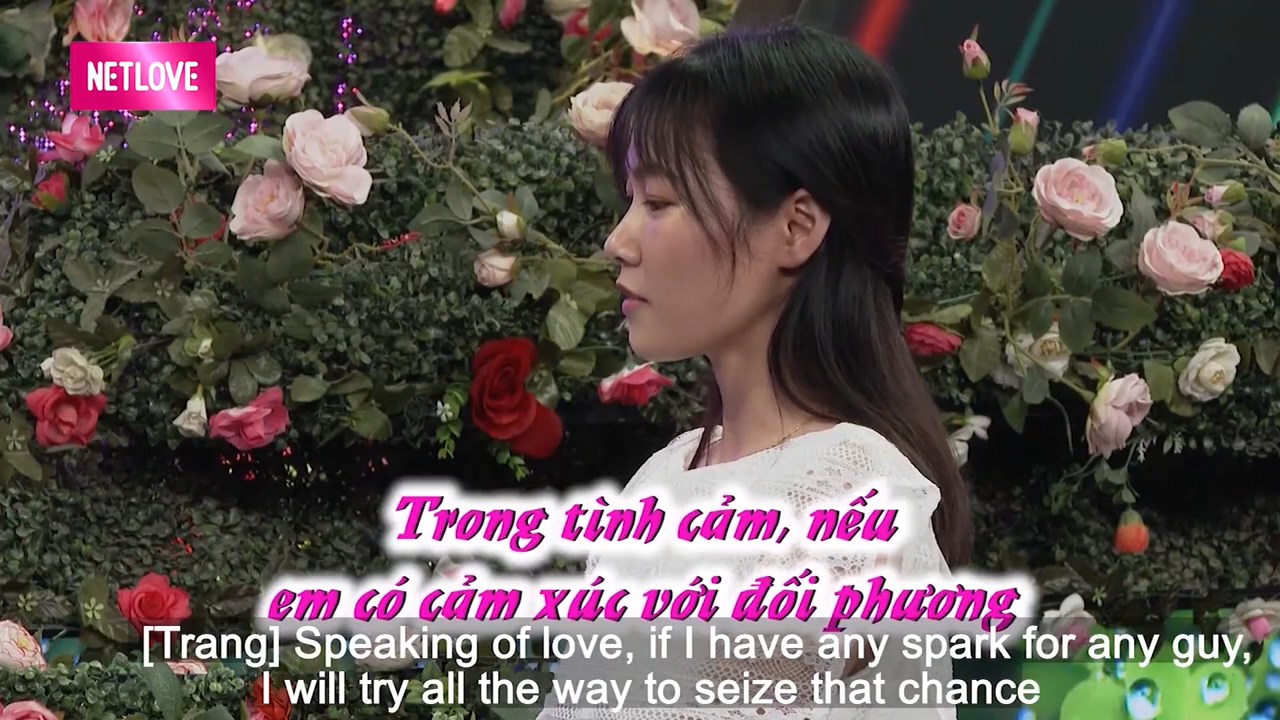 NETLOVE
Trong tình cảm, nếu
em có cảm xúc với đối phương
[Trang] Speaking of love, if I have any spark for any guy,
I will try all the way to seize that chance